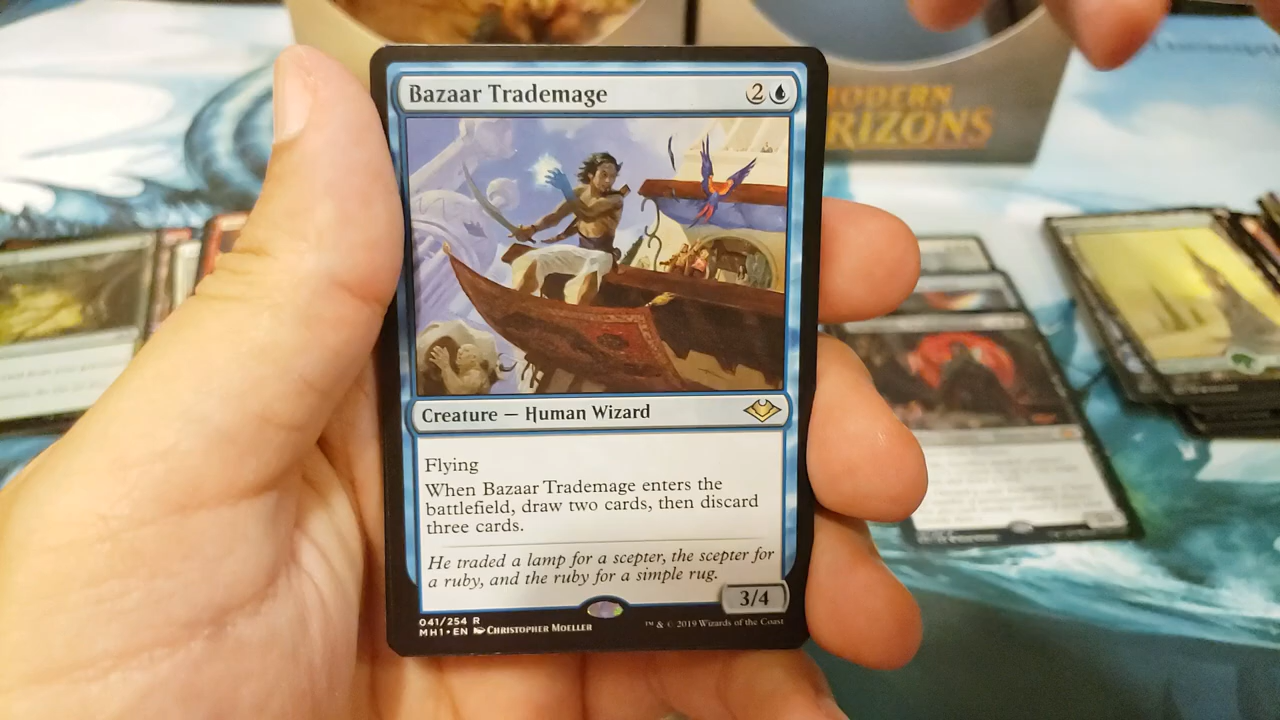 Bazaar Trademage 2
MODERN
HORIZONS
Creature — Human Wizard
Flying
When Bazaar Trademage enters the
battlefield, draw two cards, then discard
three cards.
He traded a lamp for a scepter, the scepter for
a ruby, and the ruby for a simple rug.
3/4
041/254 R
MH1 • EN Christopher Moeller
™ & © 2019 Wizards of the Coast